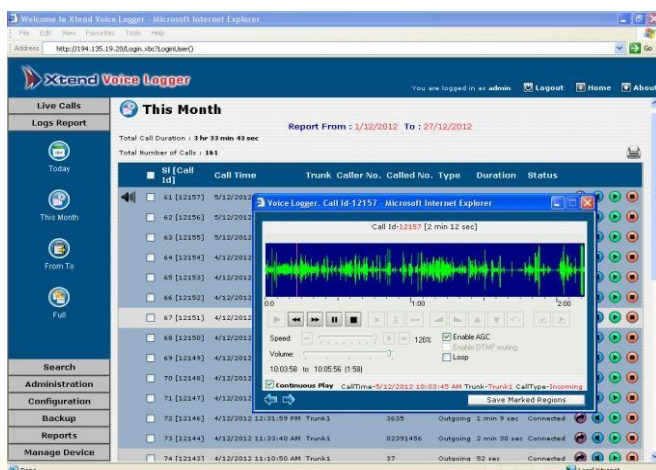 Welcome to Xtend Voice Logger - Microsoft Internet Explorer
File Edit View Favorites Tools Help
Address http://194.135.19.20/Login.xbc?LoginUser() Go
Xtend Voice Logger
You are logged in as admin Logout Home About
Live Calls
Logs Report
Today
This Month
From To
Full
Search
Administration
Configuration
Backup
Reports
Manage Device
This Month
Report From : 1/12/2012 To : 27/12/2012
Total Call Duration : 3 hr 33 min 43 sec
Total Number of Calls : 161
Sl [Call Id] Call Time Trunk Caller No. Called No. Type Duration Status
61 [12157] 5/12/2012
62 [12156] 5/12/2012
63 [12155] 4/12/2012
64 [12154] 4/12/2012
65 [12153] 4/12/2012
66 [12152] 4/12/2012
67 [12151] 4/12/2012
68 [12150] 4/12/2012
69 [12149] 4/12/2012
70 [12148] 4/12/2012
71 [12147] 4/12/2012
72 [12146] 4/12/2012 12:31:59 PM Trunk1 3635 Outgoing 1 min 9 sec Connected
73 [12144] 4/12/2012 11:33:40 AM Trunk1 02391456 Outgoing 2 min 38 sec Connected
74 [12143] 4/12/2012 11:10:50 AM Trunk1 37 Outgoing 52 sec Connected
Voice Logger. Call Id-12157 - Microsoft Internet Explorer
Call Id-12157 [2 min 12 sec]
0:0 1:00 2:00
Speed: 120%
Enable AGC
Enable DTMF muting
Volume:
Loop
10:03:58 to 10:05:56 (1:58)
Continuous Play CallTime-5/12/2012 10:03:45 AM Trunk-Trunk1 CallType-Incoming
Save Marked Regions
Done
Local intranet